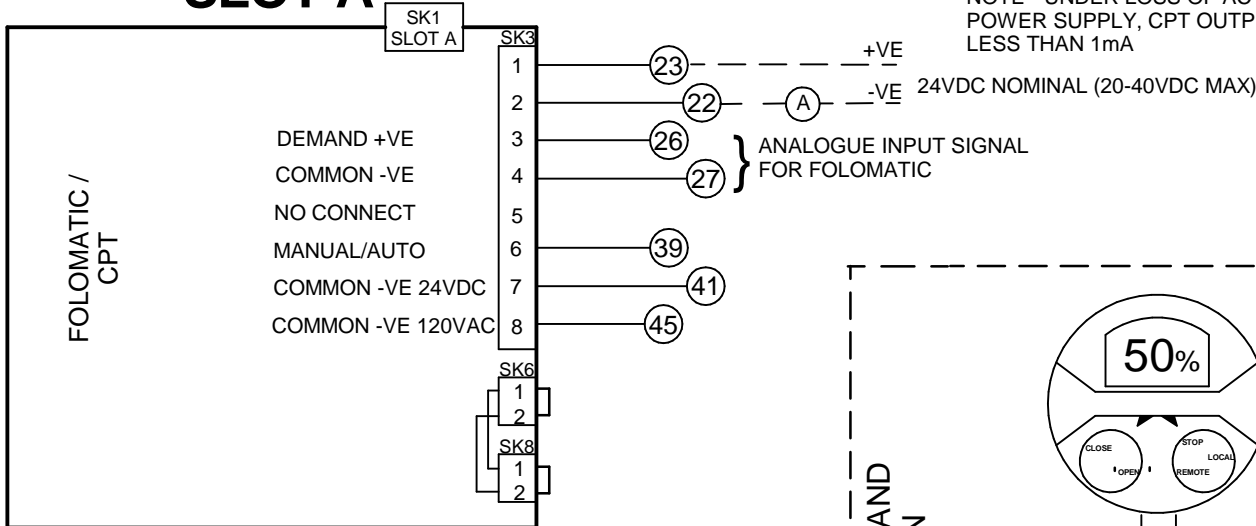 SLOT A
SK1
SLOT A
NOTE - UNDER LOSS OF AC
POWER SUPPLY, CPT OUTP
LESS THAN 1mA
SK3
1
23
+VE
2
22
A
-VE
24VDC NOMINAL (20-40VDC MAX)
DEMAND +VE
3
26
COMMON -VE
4
27
} ANALOGUE INPUT SIGNAL
FOR FOLOMATIC
NO CONNECT
5
MANUAL/AUTO
6
39
COMMON -VE 24VDC
7
41
COMMON -VE 120VAC
8
45
FOLOMATIC /
CPT
SK6
1
2
SK8
1
2
50%
CLOSE
OPEN
STOP
LOCAL
REMOTE
AND